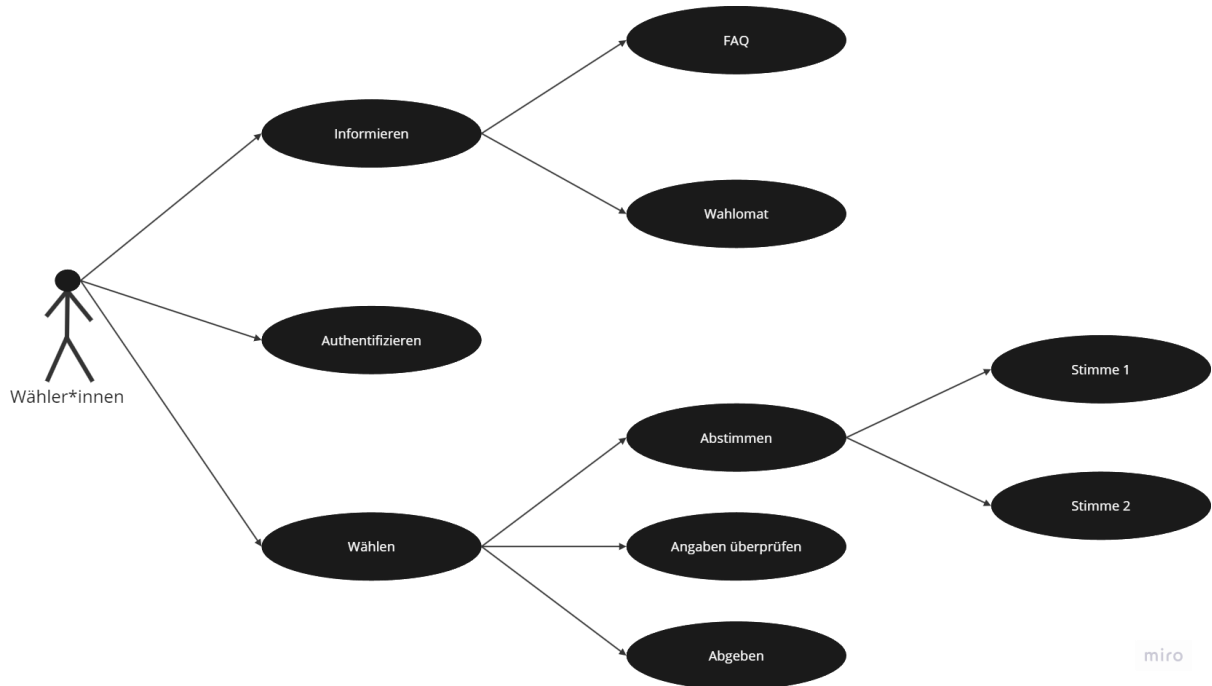 FAQ
Informieren
Wahlomat
Authentifizieren
Wähler*innen
Stimme 1
Abstimmen
Stimme 2
Wählen
Angaben überprüfen
Abgeben
miro